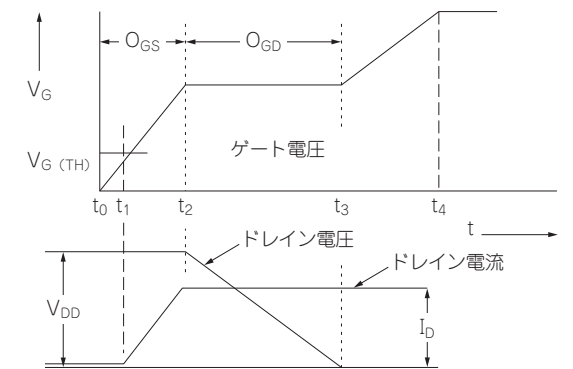 O_GS
O_GD
V_G
V_G (TH)
ゲート電圧
t_0 t_1 t_2 t_3 t_4
t
ドレイン電圧
ドレイン電流
V_DD
I_D